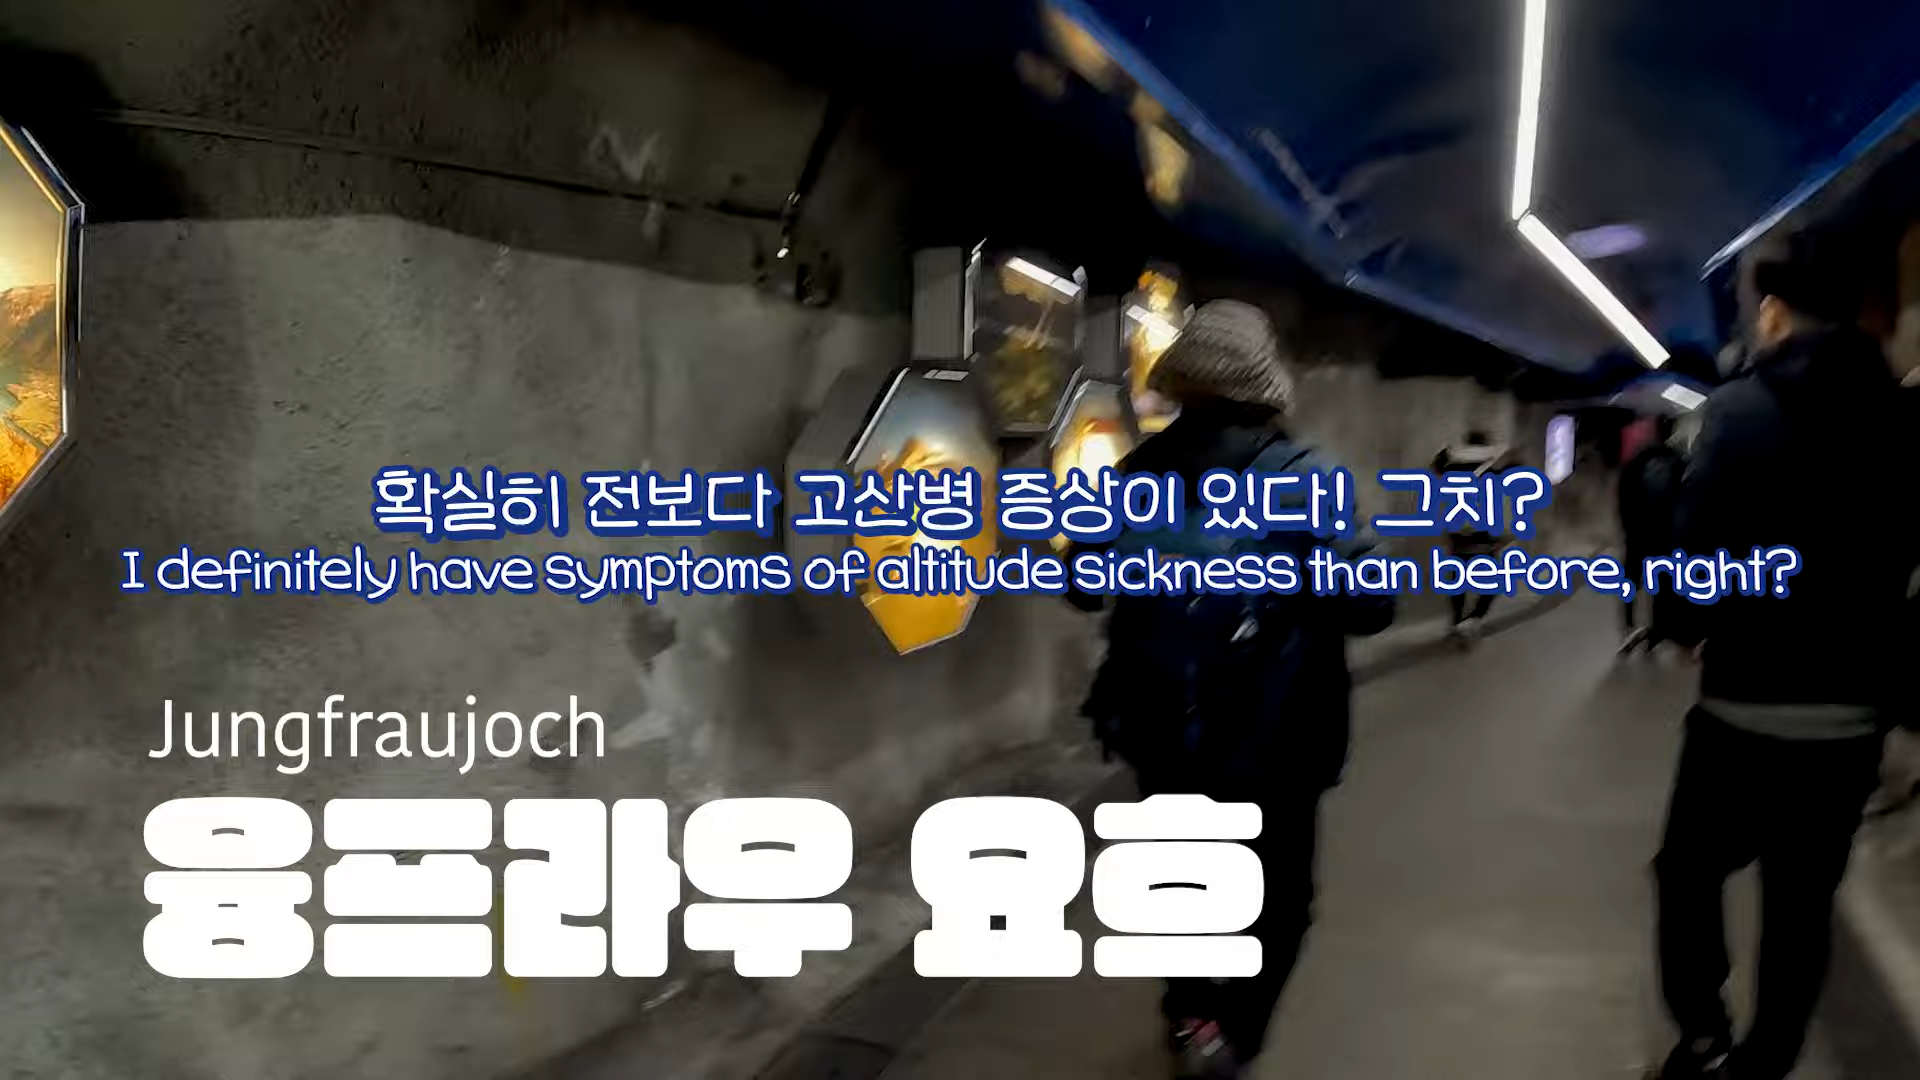 확실히 전보다 고산병 증상이 있다! 그치?
I definitely have symptoms of altitude sickness than before, right?
Jungfraujoch
융프라우 요흐